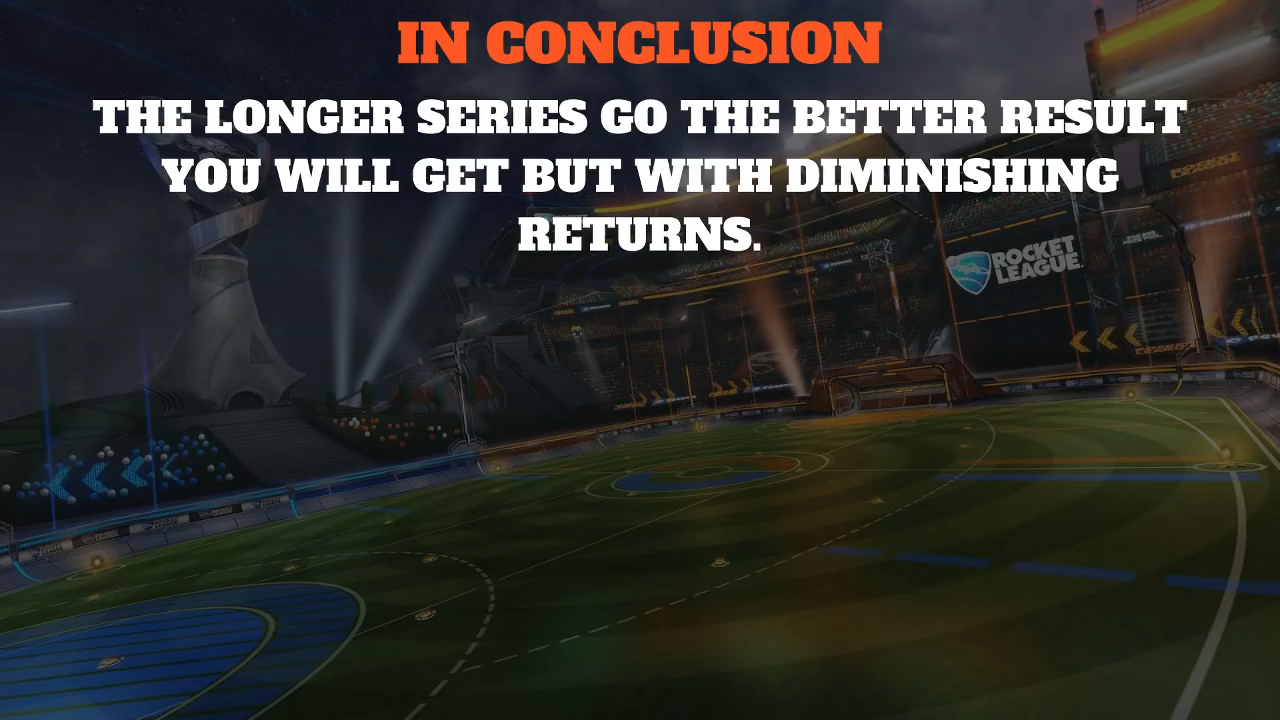 IN CONCLUSION
THE LONGER SERIES GO THE BETTER RESULT
YOU WILL GET BUT WITH DIMINISHING
RETURNS.
ROCKET
LEAGUE